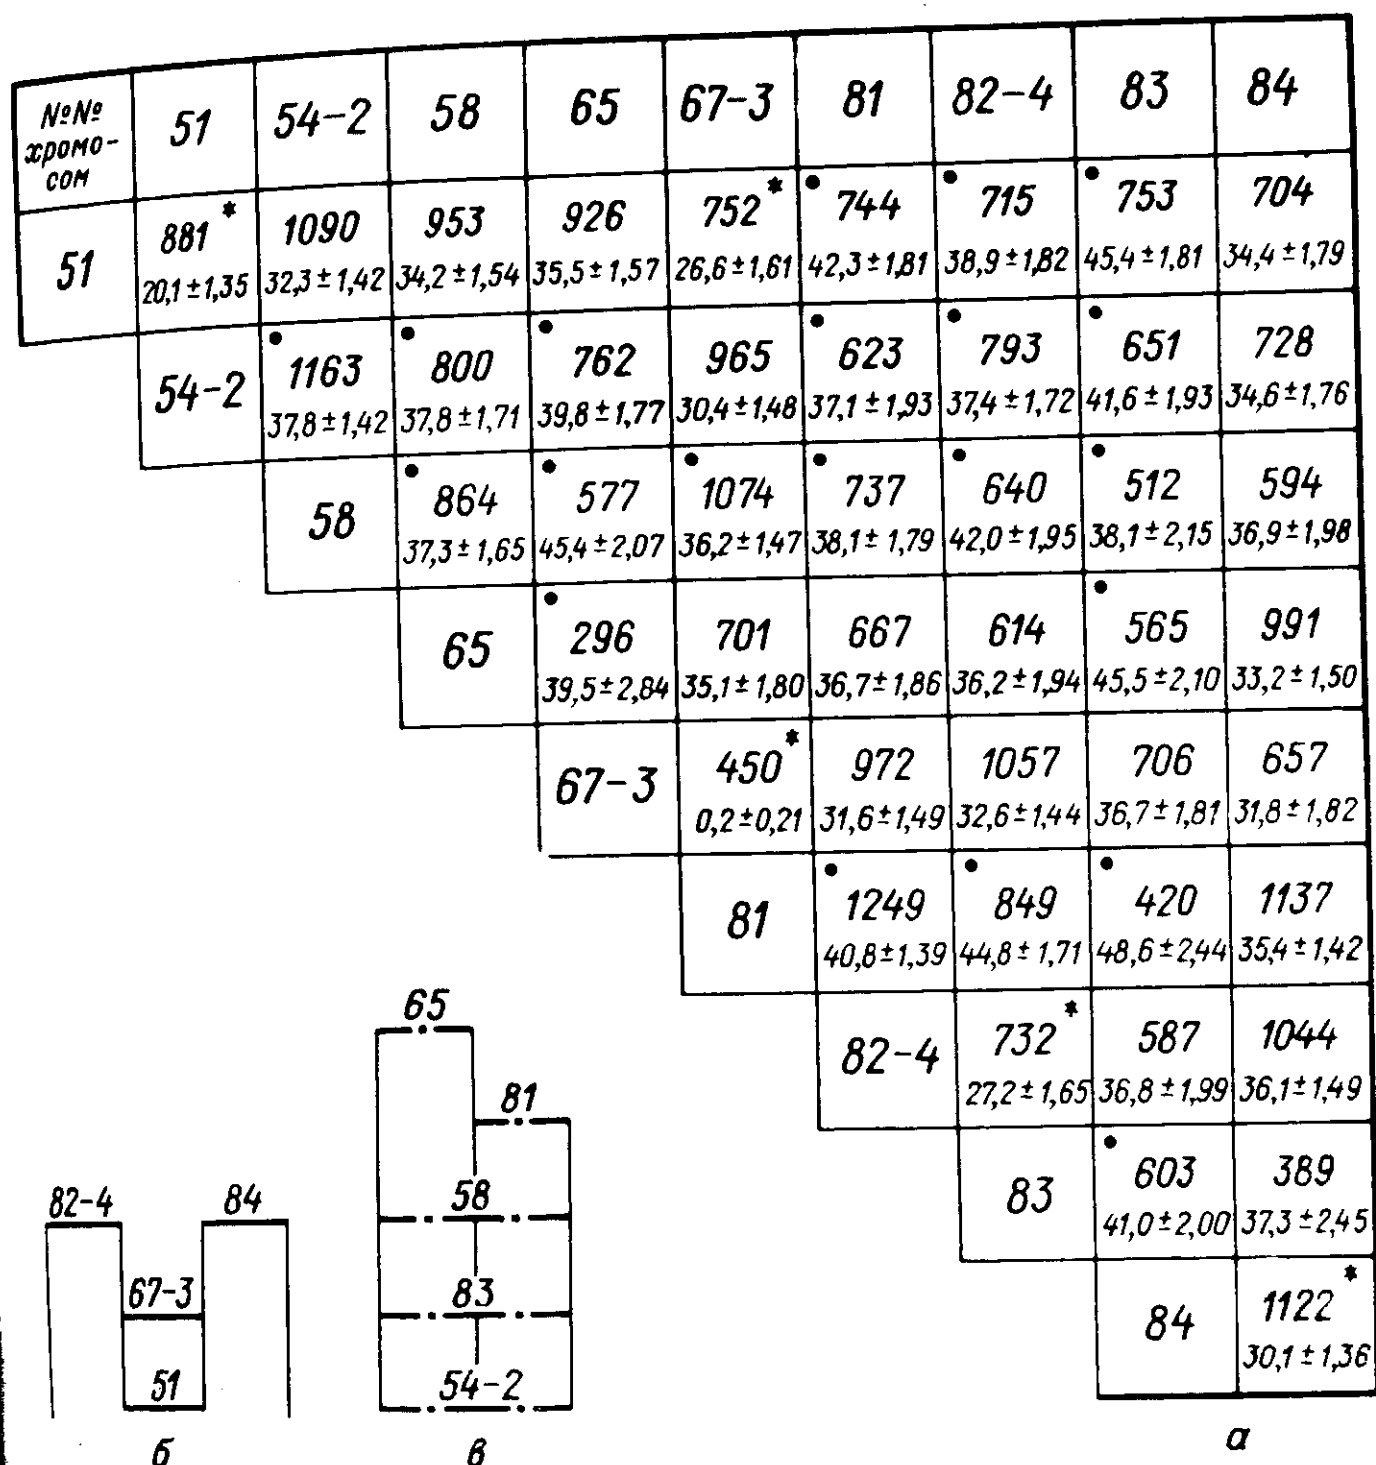 №№ хромо-сом 51 54-2 58 65 67-3 81 82-4 83 84
51 881* 1090 953 926 752* •744 •715 •753 704
20,1±1,35 32,3±1,42 34,2±1,54 35,5±1,57 26,6±1,61 42,3±1,81 38,9±1,82 45,4±1,81 34,4±1,79
54-2 •1163 •800 •762 965 •623 •793 •651 728
37,8±1,42 37,8±1,71 39,8±1,77 30,4±1,48 37,1±1,93 37,4±1,72 41,6±1,93 34,6±1,76
58 •864 •577 •1074 •737 •640 •512 594
37,3±1,65 45,4±2,07 36,2±1,47 38,1±1,79 42,0±1,95 38,1±2,15 36,9±1,98
65 •296 701 667 614 •565 991
39,5±2,84 35,1±1,80 36,7±1,86 36,2±1,94 45,5±2,10 33,2±1,50
67-3 450* 972 1057 706 657
0,2±0,21 31,6±1,49 32,6±1,44 36,7±1,81 31,8±1,82
81 •1249 •849 •420 1137
40,8±1,39 44,8±1,71 48,6±2,44 35,4±1,42
82-4 732* 587 1044
27,2±1,65 36,8±1,99 36,1±1,49
83 •603 389
41,0±2,00 37,3±2,45
84 1122*
30,1±1,36
а
82-4 84
67-3
51
б
65
81
58
83
54-2
в